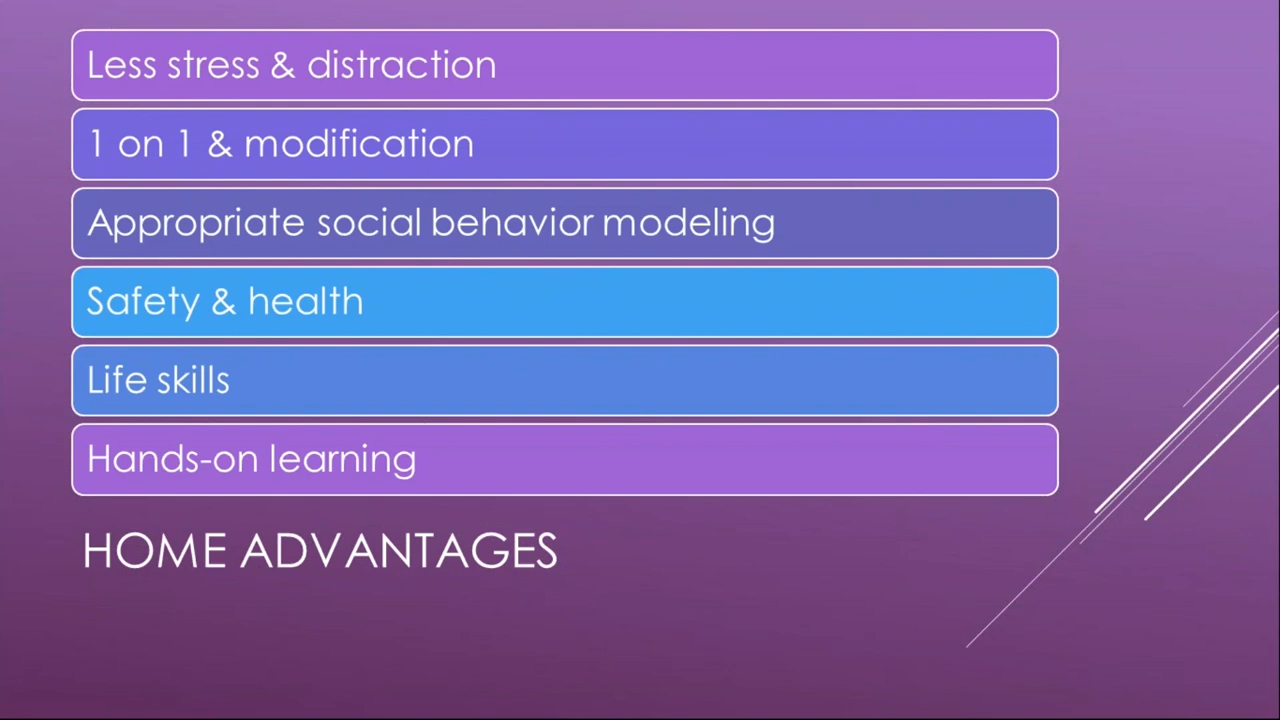 Less stress & distraction
1 on 1 & modification
Appropriate social behavior modeling
Safety & health
Life skills
Hands-on learning
HOME ADVANTAGES